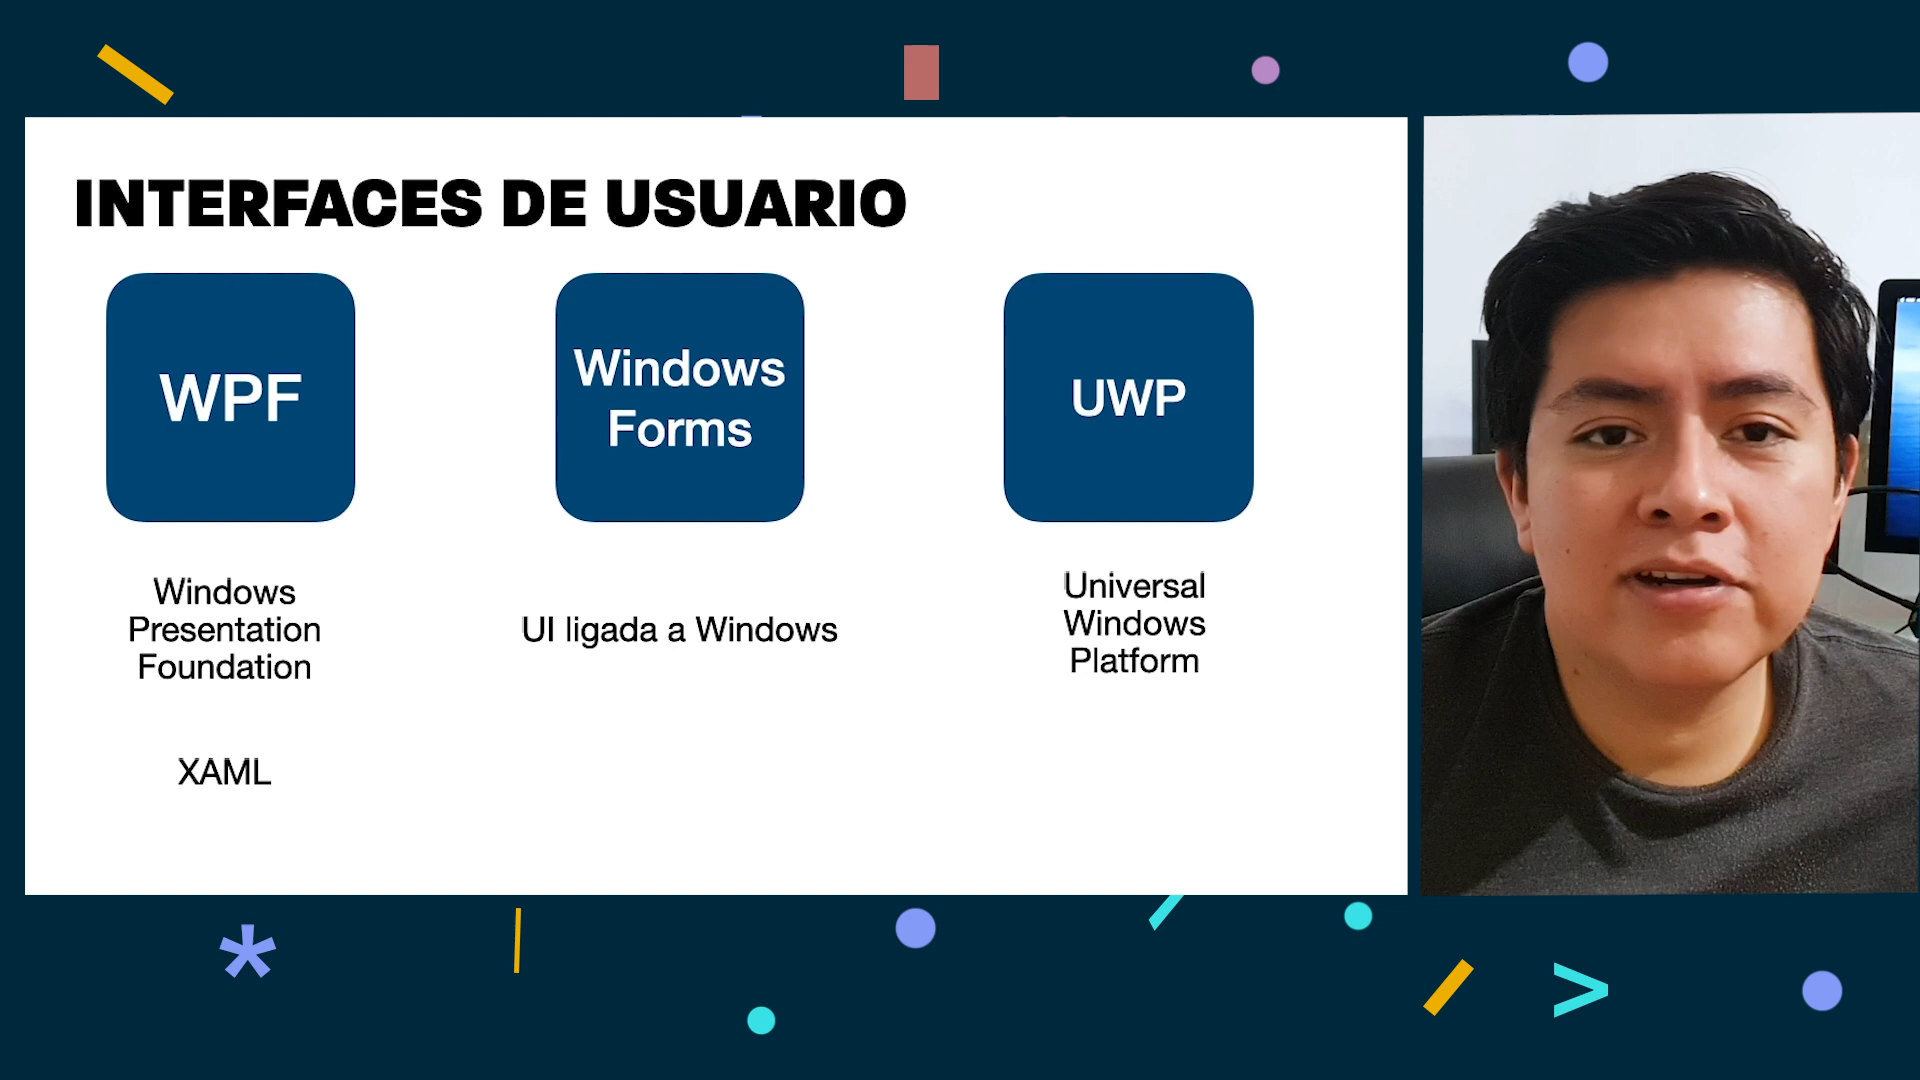 INTERFACES DE USUARIO
WPF
Windows
Forms
UWP
Windows
Presentation
Foundation
UI ligada a Windows
Universal
Windows
Platform
XAML